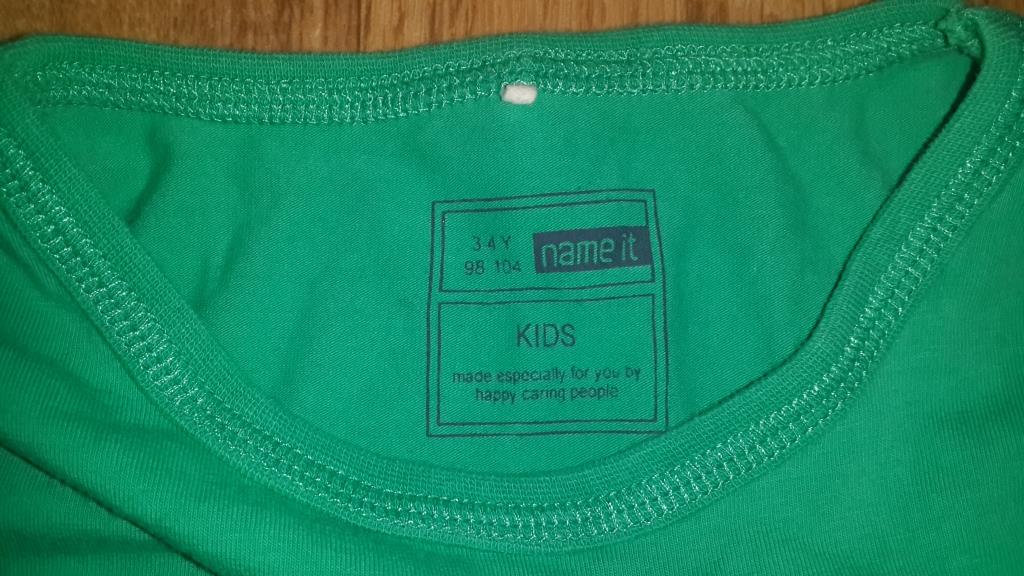 3-4 Y
98 104
name it
KIDS
made especially for you by
happy caring people